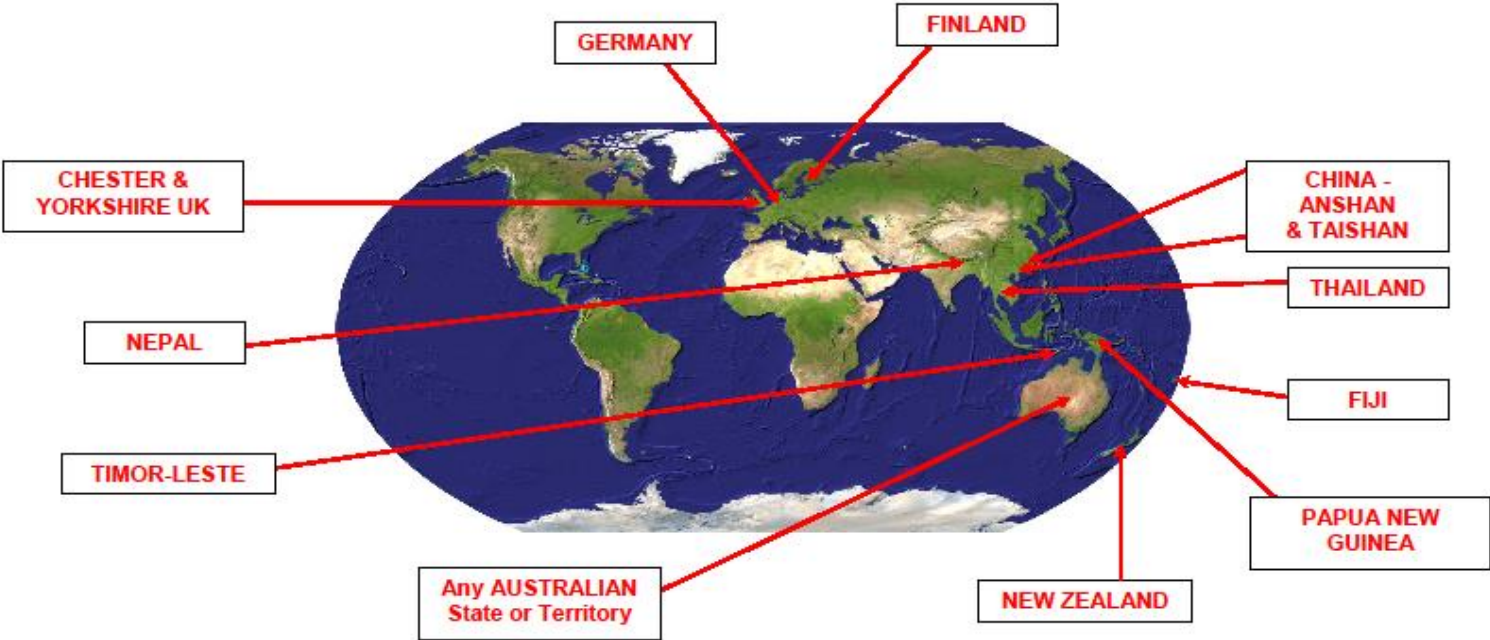 FINLAND
GERMANY
CHESTER &
YORKSHIRE UK
CHINA -
ANSHAN
& TAISHAN
THAILAND
NEPAL
FIJI
TIMOR-LESTE
PAPUA NEW
GUINEA
Any AUSTRALIAN
State or Territory
NEW ZEALAND